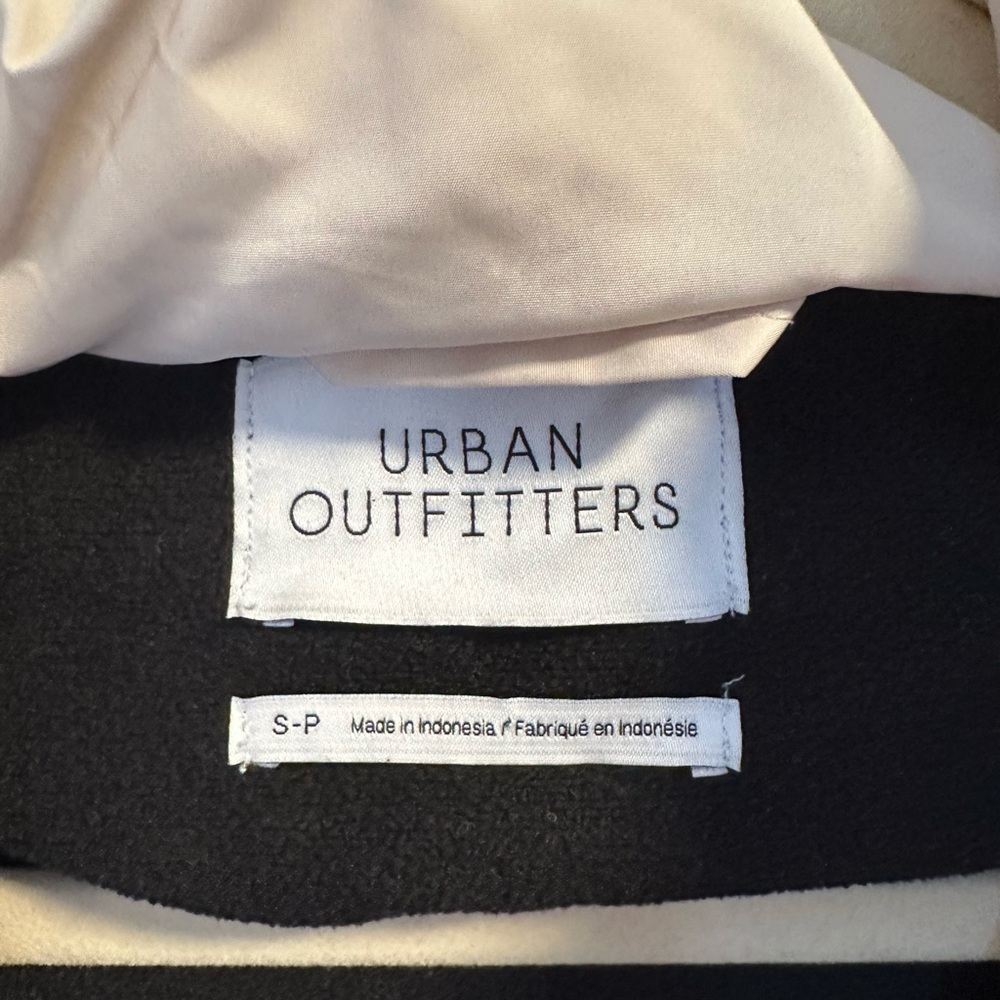 URBAN
OUTFITTERS
S-P Made in Indonesia / Fabriqué en Indonésie